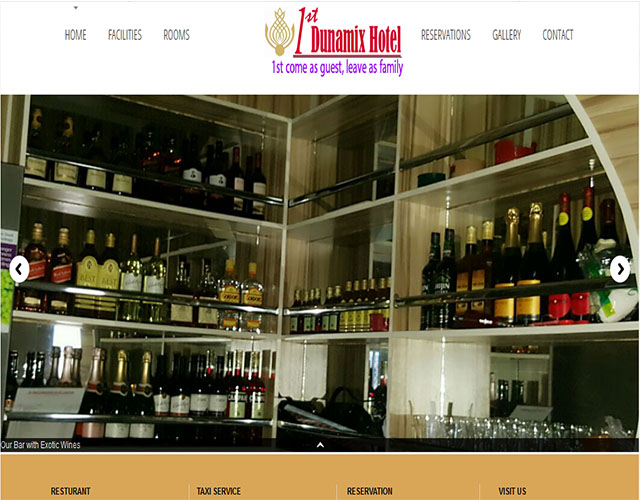 HOME FACILITIES ROOMS
1st
Dunamix Hotel
1st come as guest, leave as family
RESERVATIONS GALLERY CONTACT
Our Bar with Exotic Wines
RESTURANT TAXI SERVICE RESERVATION VISIT US